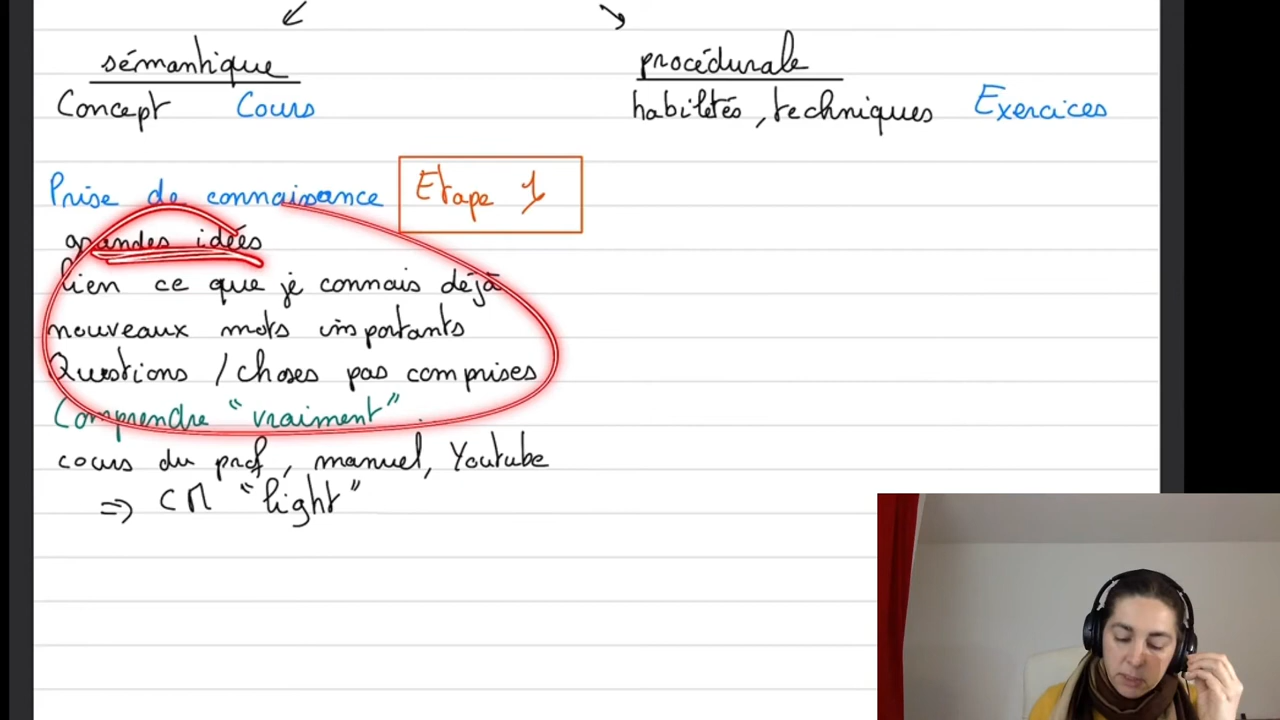 sémantique
procédurale
Concept Cours
habiletés, techniques Exercices
Prise de connaissance Etape 1
grandes idées
lien ce que je connais déjà
nouveaux mots importants
Questions / choses pas comprises
Comprendre "vraiment"
cours du prof, manuel, Youtube
=> CM "light"